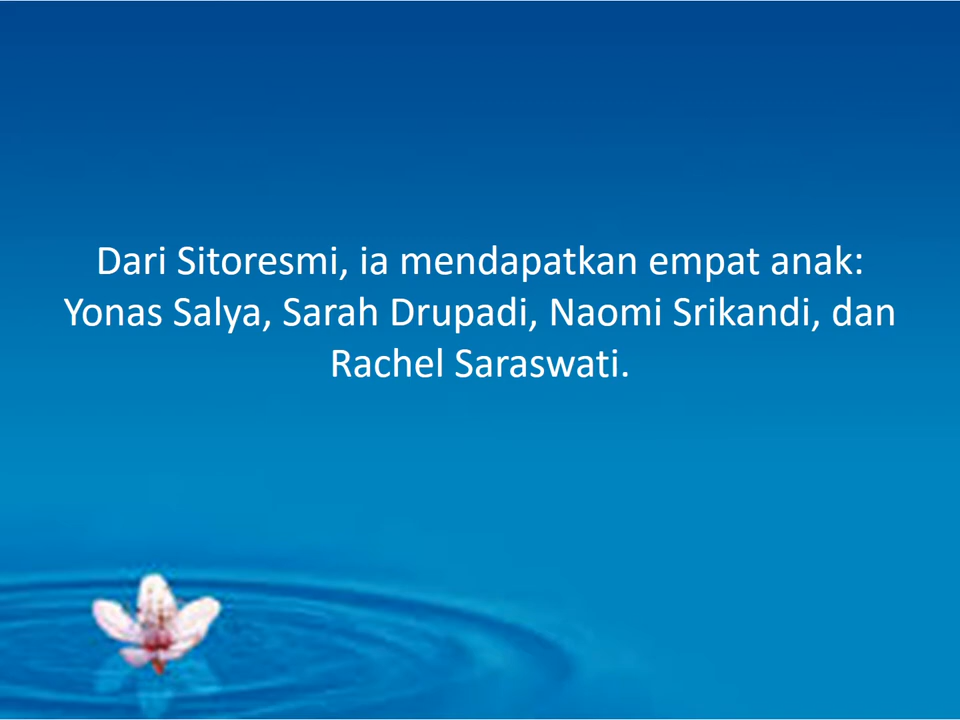 Dari Sitoresmi, ia mendapatkan empat anak:
Yonas Salya, Sarah Drupadi, Naomi Srikandi, dan
Rachel Saraswati.